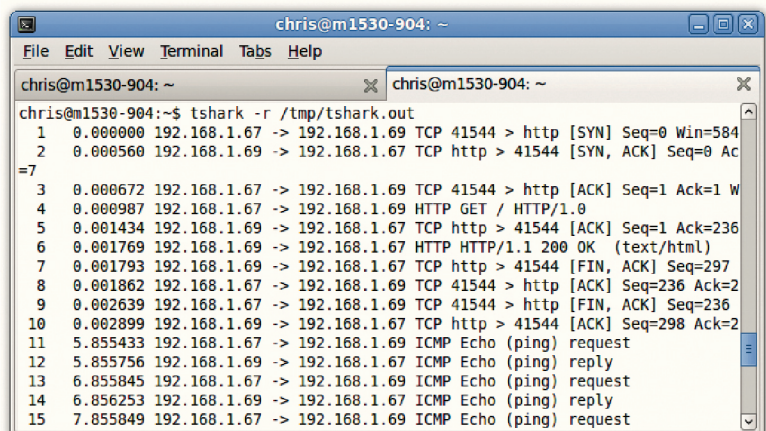 chris@m1530-904: ~
File Edit View Terminal Tabs Help
chris@m1530-904: ~ chris@m1530-904: ~
chris@m1530-904:~$ tshark -r /tmp/tshark.out
1 0.000000 192.168.1.67 -> 192.168.1.69 TCP 41544 > http [SYN] Seq=0 Win=584
2 0.000560 192.168.1.69 -> 192.168.1.67 TCP http > 41544 [SYN, ACK] Seq=0 Ac
=7
3 0.000672 192.168.1.67 -> 192.168.1.69 TCP 41544 > http [ACK] Seq=1 Ack=1 W
4 0.000987 192.168.1.67 -> 192.168.1.69 HTTP GET / HTTP/1.0
5 0.001434 192.168.1.69 -> 192.168.1.67 TCP http > 41544 [ACK] Seq=1 Ack=236
6 0.001769 192.168.1.69 -> 192.168.1.67 HTTP HTTP/1.1 200 OK (text/html)
7 0.001793 192.168.1.69 -> 192.168.1.67 TCP http > 41544 [FIN, ACK] Seq=297
8 0.001862 192.168.1.67 -> 192.168.1.69 TCP 41544 > http [ACK] Seq=236 Ack=2
9 0.002639 192.168.1.67 -> 192.168.1.69 TCP 41544 > http [FIN, ACK] Seq=236
10 0.002899 192.168.1.69 -> 192.168.1.67 TCP http > 41544 [ACK] Seq=298 Ack=2
11 5.855433 192.168.1.67 -> 192.168.1.69 ICMP Echo (ping) request
12 5.855756 192.168.1.69 -> 192.168.1.67 ICMP Echo (ping) reply
13 6.855845 192.168.1.67 -> 192.168.1.69 ICMP Echo (ping) request
14 6.856253 192.168.1.69 -> 192.168.1.67 ICMP Echo (ping) reply
15 7.855849 192.168.1.67 -> 192.168.1.69 ICMP Echo (ping) request